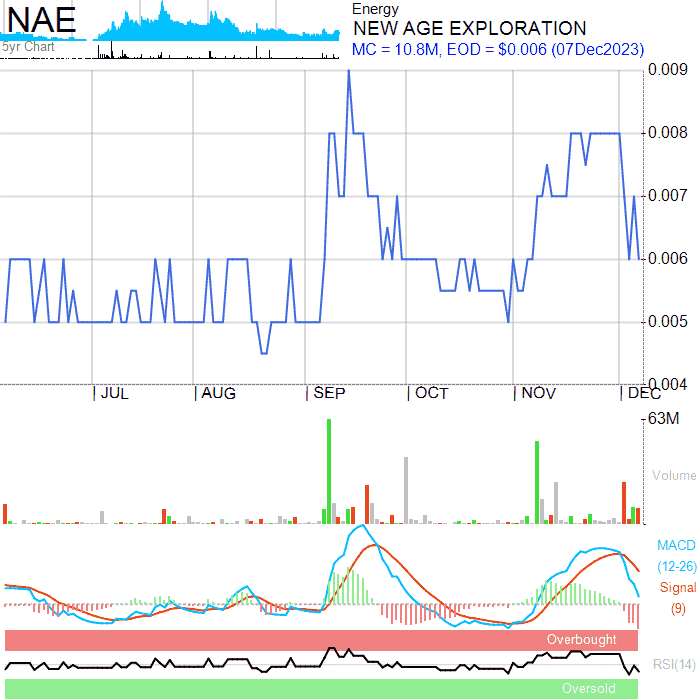 NAE
5yr Chart
Energy
NEW AGE EXPLORATION
MC = 10.8M, EOD = $0.006 (07Dec2023)
0.009
0.008
0.007
0.006
0.005
0.004
JUL AUG SEP OCT NOV DEC
63M
Volume
MACD
(12-26)
Signal
(9)
Overbought
RSI(14)
Oversold